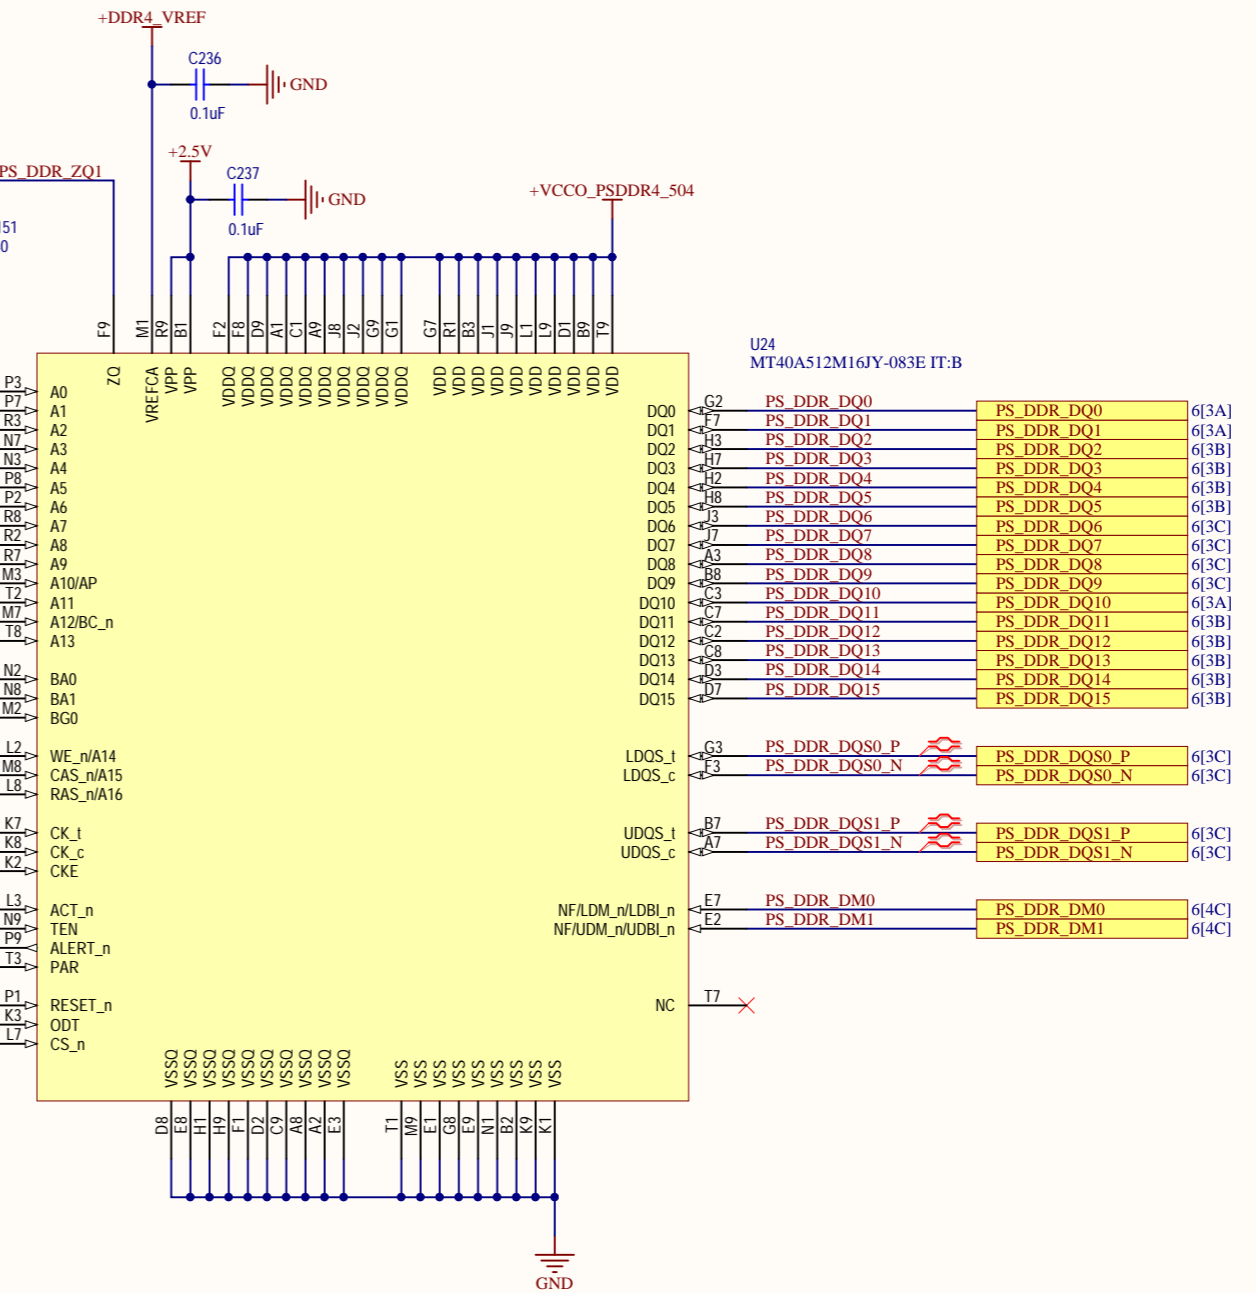 +DDR4_VREF
C236
GND
0.1uF
+2.5V
PS_DDR_ZQ1
C237
GND
+VCCO_PSDDR4_504
151
0.1uF
0
F9 M1 R9 B1 F2 F8 D9 A1 C1 A9 J8 J2 G9 G1 G7 R1 B3 J1 J9 L1 L9 D1 B9 T9
ZQ VREFCA VPP VPP VDDQ VDDQ VDDQ VDDQ VDDQ VDDQ VDDQ VDDQ VDDQ VDDQ VDD VDD VDD VDD VDD VDD VDD VDD VDD VDD
U24
MT40A512M16JY-083E IT:B
P3 A0
P7 A1
R3 A2
N7 A3
N3 A4
P8 A5
P2 A6
R8 A7
R2 A8
R7 A9
M3 A10/AP
T2 A11
M7 A12/BC_n
T8 A13
N2 BA0
N8 BA1
M2 BG0
L2 WE_n/A14
M8 CAS_n/A15
L8 RAS_n/A16
K7 CK_t
K8 CK_c
K2 CKE
L3 ACT_n
N9 TEN
P9 ALERT_n
T3 PAR
P1 RESET_n
K3 ODT
L7 CS_n
DQ0 G2 PS_DDR_DQ0 PS_DDR_DQ0 6[3A]
DQ1 F7 PS_DDR_DQ1 PS_DDR_DQ1 6[3A]
DQ2 H3 PS_DDR_DQ2 PS_DDR_DQ2 6[3B]
DQ3 H7 PS_DDR_DQ3 PS_DDR_DQ3 6[3B]
DQ4 H2 PS_DDR_DQ4 PS_DDR_DQ4 6[3B]
DQ5 H8 PS_DDR_DQ5 PS_DDR_DQ5 6[3B]
DQ6 J3 PS_DDR_DQ6 PS_DDR_DQ6 6[3C]
DQ7 J7 PS_DDR_DQ7 PS_DDR_DQ7 6[3C]
DQ8 A3 PS_DDR_DQ8 PS_DDR_DQ8 6[3C]
DQ9 B8 PS_DDR_DQ9 PS_DDR_DQ9 6[3C]
DQ10 C3 PS_DDR_DQ10 PS_DDR_DQ10 6[3A]
DQ11 C7 PS_DDR_DQ11 PS_DDR_DQ11 6[3B]
DQ12 C2 PS_DDR_DQ12 PS_DDR_DQ12 6[3B]
DQ13 C8 PS_DDR_DQ13 PS_DDR_DQ13 6[3B]
DQ14 D3 PS_DDR_DQ14 PS_DDR_DQ14 6[3B]
DQ15 D7 PS_DDR_DQ15 PS_DDR_DQ15 6[3B]
LDQS_t G3 PS_DDR_DQS0_P PS_DDR_DQS0_P 6[3C]
LDQS_c F3 PS_DDR_DQS0_N PS_DDR_DQS0_N 6[3C]
UDQS_t B7 PS_DDR_DQS1_P PS_DDR_DQS1_P 6[3C]
UDQS_c A7 PS_DDR_DQS1_N PS_DDR_DQS1_N 6[3C]
NF/LDM_n/LDBI_n E7 PS_DDR_DM0 PS_DDR_DM0 6[4C]
NF/UDM_n/UDBI_n E2 PS_DDR_DM1 PS_DDR_DM1 6[4C]
NC T7
VSSQ VSSQ VSSQ VSSQ VSSQ VSSQ VSSQ VSSQ VSSQ VSSQ VSS VSS VSS VSS VSS VSS VSS VSS VSS
D8 E8 H1 H9 F1 D2 C9 A8 A2 E3 T1 M9 E1 G8 E9 N1 B2 K9 K1
GND